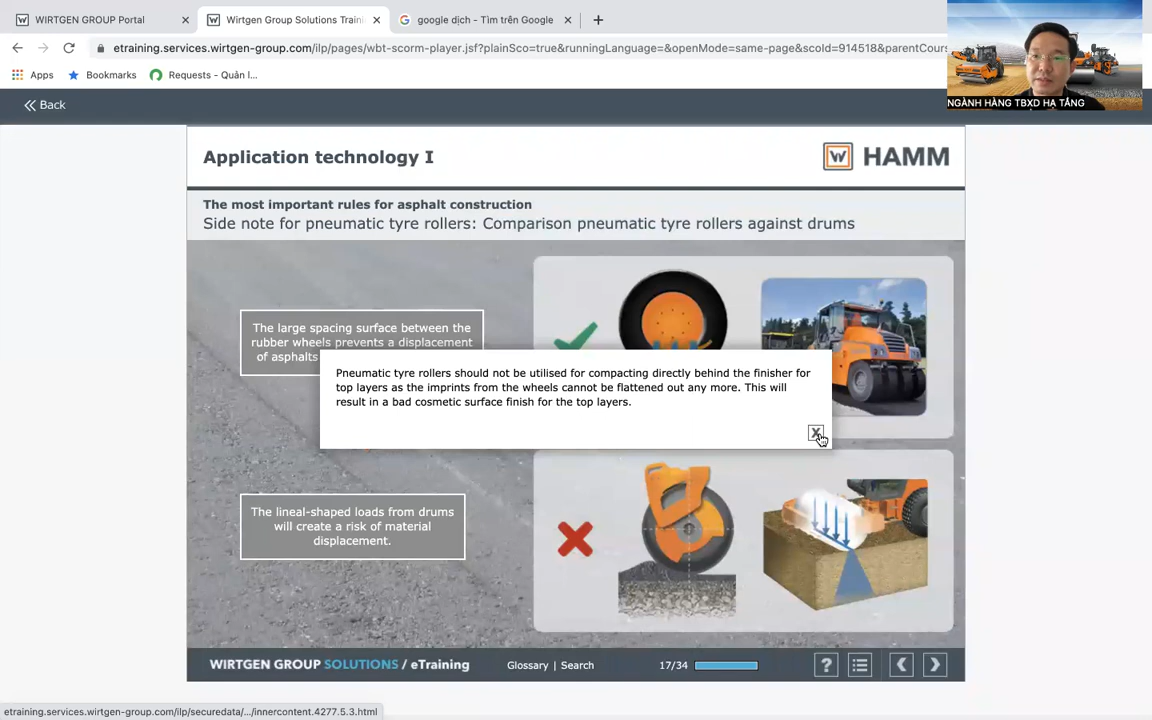 WIRTGEN GROUP Portal
Wirtgen Group Solutions Traini
google dịch - Tìm trên Google
etraining.services.wirtgen-group.com/ilp/pages/wbt-scorm-player.jsf?plainSco=true&runningLanguage=&openMode=same-page&scoId=914518&parentCours
Apps
Bookmarks
Requests - Quản l...
NGÀNH HÀNG TBXD HẠ TẦNG
Back
Application technology I
W HAMM
The most important rules for asphalt construction
Side note for pneumatic tyre rollers: Comparison pneumatic tyre rollers against drums
The large spacing surface between the
rubber wheels prevents a displacement
of asphalts
Pneumatic tyre rollers should not be utilised for compacting directly behind the finisher for
top layers as the imprints from the wheels cannot be flattened out any more. This will
result in a bad cosmetic surface finish for the top layers.
X
The lineal-shaped loads from drums
will create a risk of material
displacement.
WIRTGEN GROUP SOLUTIONS / eTraining
Glossary | Search
17/34
?
etraining.services.wirtgen-group.com/ilp/securedata/.../innercontent.4277.5.3.html